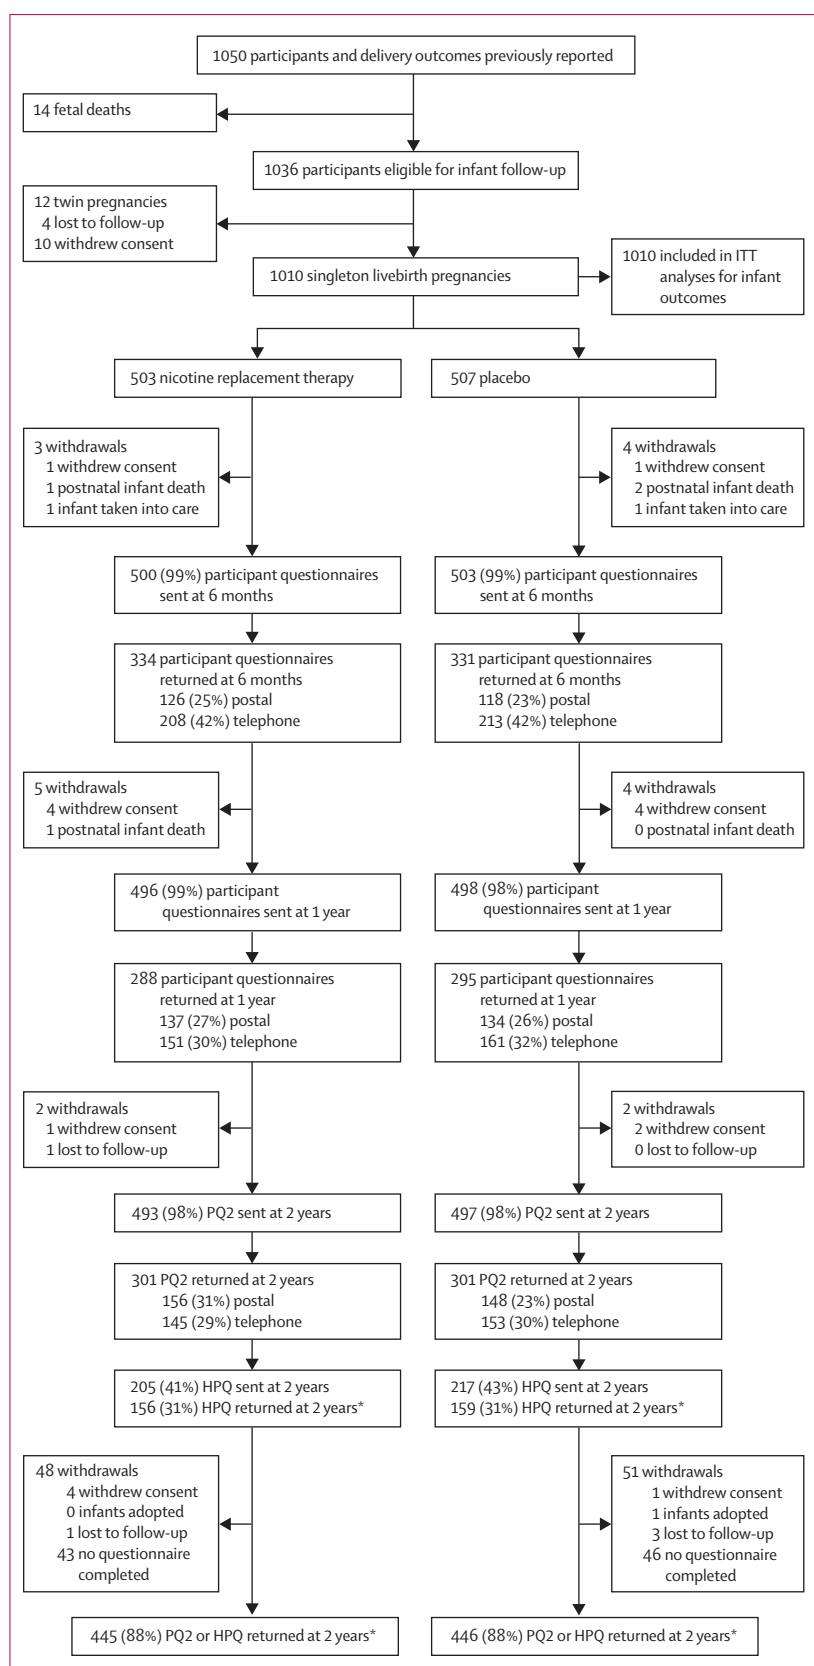 1050 participants and delivery outcomes previously reported
14 fetal deaths
1036 participants eligible for infant follow-up
12 twin pregnancies
4 lost to follow-up
10 withdrew consent
1010 singleton livebirth pregnancies
1010 included in ITT
analyses for infant
outcomes
503 nicotine replacement therapy
507 placebo
3 withdrawals
1 withdrew consent
1 postnatal infant death
1 infant taken into care
4 withdrawals
1 withdrew consent
2 postnatal infant death
1 infant taken into care
500 (99%) participant questionnaires
sent at 6 months
503 (99%) participant questionnaires
sent at 6 months
334 participant questionnaires
returned at 6 months
126 (25%) postal
208 (42%) telephone
331 participant questionnaires
returned at 6 months
118 (23%) postal
213 (42%) telephone
5 withdrawals
4 withdrew consent
1 postnatal infant death
4 withdrawals
4 withdrew consent
0 postnatal infant death
496 (99%) participant
questionnaires sent at 1 year
498 (98%) participant
questionnaires sent at 1 year
288 participant questionnaires
returned at 1 year
137 (27%) postal
151 (30%) telephone
295 participant questionnaires
returned at 1 year
134 (26%) postal
161 (32%) telephone
2 withdrawals
1 withdrew consent
1 lost to follow-up
2 withdrawals
2 withdrew consent
0 lost to follow-up
493 (98%) PQ2 sent at 2 years
497 (98%) PQ2 sent at 2 years
301 PQ2 returned at 2 years
156 (31%) postal
145 (29%) telephone
301 PQ2 returned at 2 years
148 (23%) postal
153 (30%) telephone
205 (41%) HPQ sent at 2 years
156 (31%) HPQ returned at 2 years*
217 (43%) HPQ sent at 2 years
159 (31%) HPQ returned at 2 years*
48 withdrawals
4 withdrew consent
0 infants adopted
1 lost to follow-up
43 no questionnaire
completed
51 withdrawals
1 withdrew consent
1 infants adopted
3 lost to follow-up
46 no questionnaire
completed
445 (88%) PQ2 or HPQ returned at 2 years*
446 (88%) PQ2 or HPQ returned at 2 years*